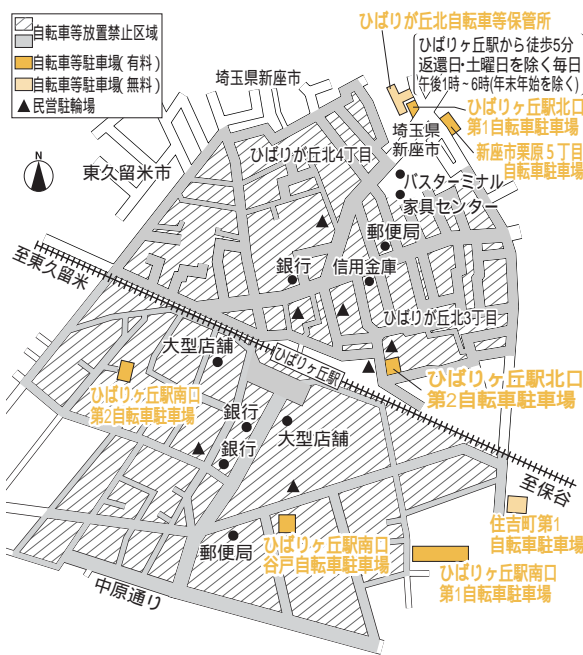 自転車等放置禁止区域
自転車等駐車場(有料)
自転車等駐車場(無料)
民営駐輪場
ひばりが丘北自転車等保管所
ひばりヶ丘駅から徒歩5分
返還日・土曜日を除く毎日
午後1時～6時(年末年始を除く)
ひばりヶ丘駅北口
第1自転車駐車場
埼玉県新座市
埼玉県
新座市
新座市栗原5丁目
自転車駐車場
N
東久留米市
ひばりが丘北4丁目
バスターミナル
家具センター
郵便局
至東久留米
銀行
信用金庫
ひばりが丘北3丁目
大型店舗
ひばりヶ丘駅
ひばりヶ丘駅南口
第2自転車駐車場
ひばりヶ丘駅北口
第2自転車駐車場
銀行
銀行
大型店舗
至保谷
住吉町第1
自転車駐車場
郵便局
ひばりヶ丘駅南口
谷戸自転車駐車場
ひばりヶ丘駅南口
第1自転車駐車場
中原通り